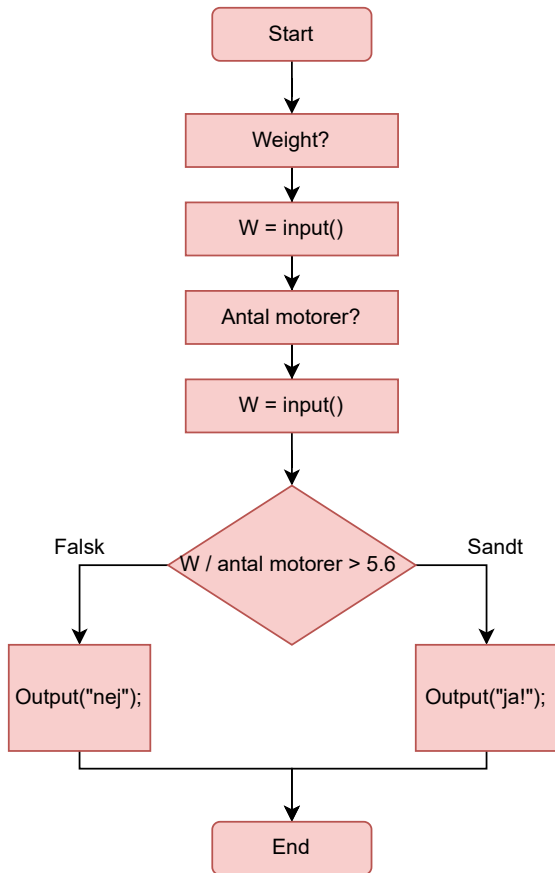 Start
Weight?
W = input()
Antal motorer?
W = input()
W / antal motorer > 5.6
Falsk
Sandt
Output("nej");
Output("ja!");
End